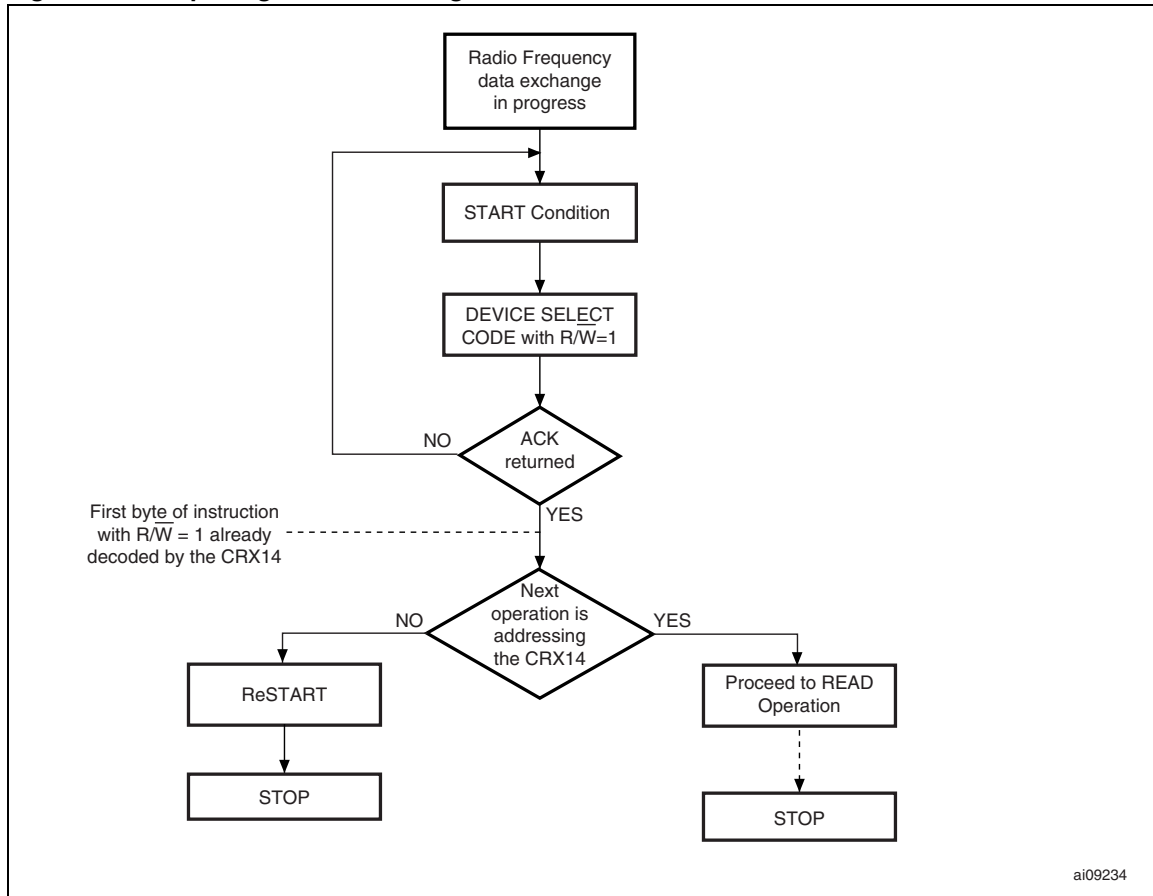 Radio Frequency
data exchange
in progress
START Condition
DEVICE SELECT
CODE with R/W̅=1
NO
ACK
returned
YES
First byte of instruction
with R/W̅ = 1 already
decoded by the CRX14
NO
Next
operation is
addressing
the CRX14
YES
ReSTART
Proceed to READ
Operation
STOP
STOP
ai09234